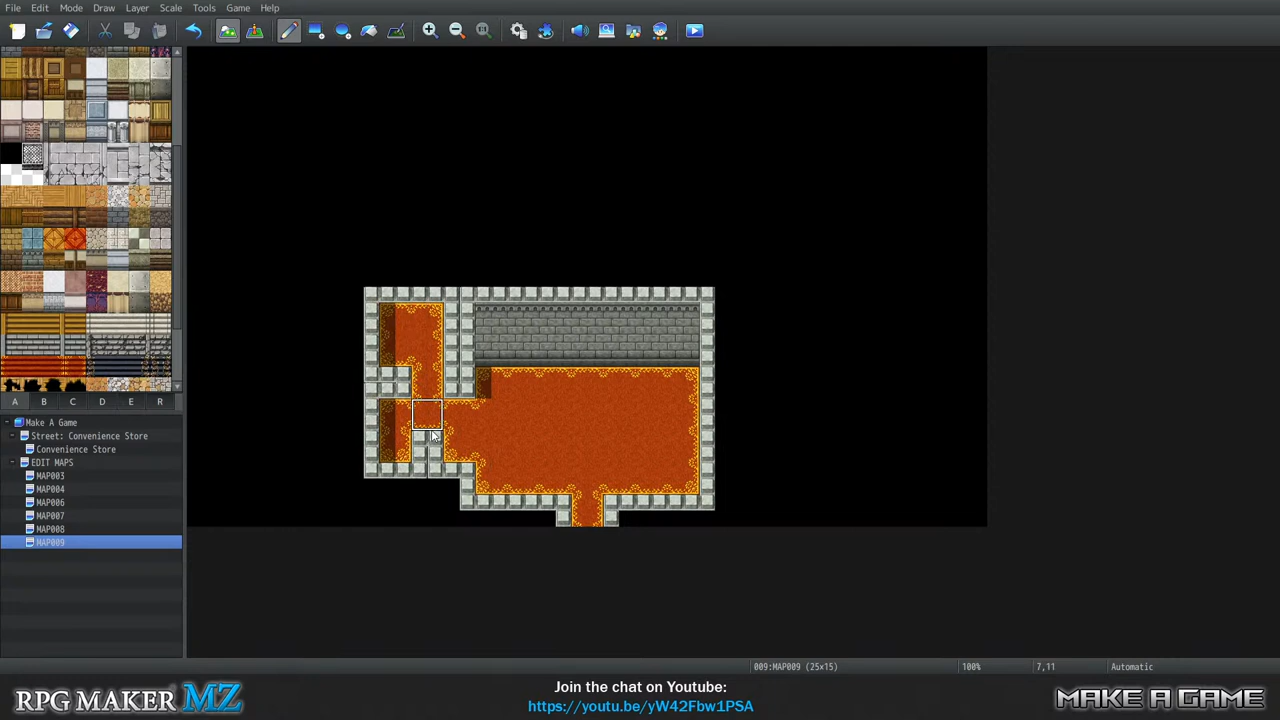 File Edit Mode Draw Layer Scale Tools Game Help
1:1
A B C D E R
Make A Game
Street: Convenience Store
Convenience Store
EDIT MAPS
MAP003
MAP004
MAP006
MAP007
MAP008
MAP009
009:MAP009 (25x15) 100% 7,11 Automatic
RPG MAKER MZ
Join the chat on Youtube:
https://youtu.be/yW42Fbw1PSA
MAKE A GAME